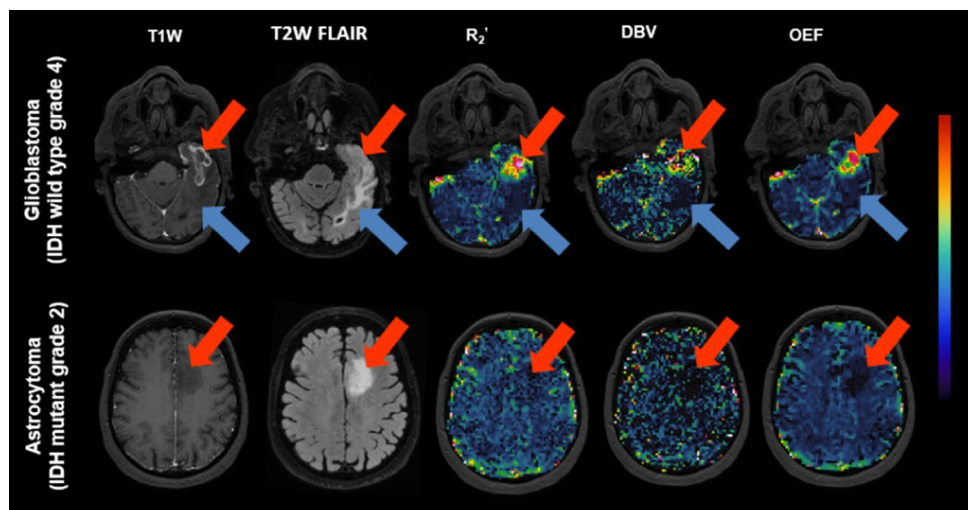 T1W
T2W FLAIR
R₂'
DBV
OEF
Glioblastoma
(IDH wild type grade 4)
Astrocytoma
(IDH mutant grade 2)